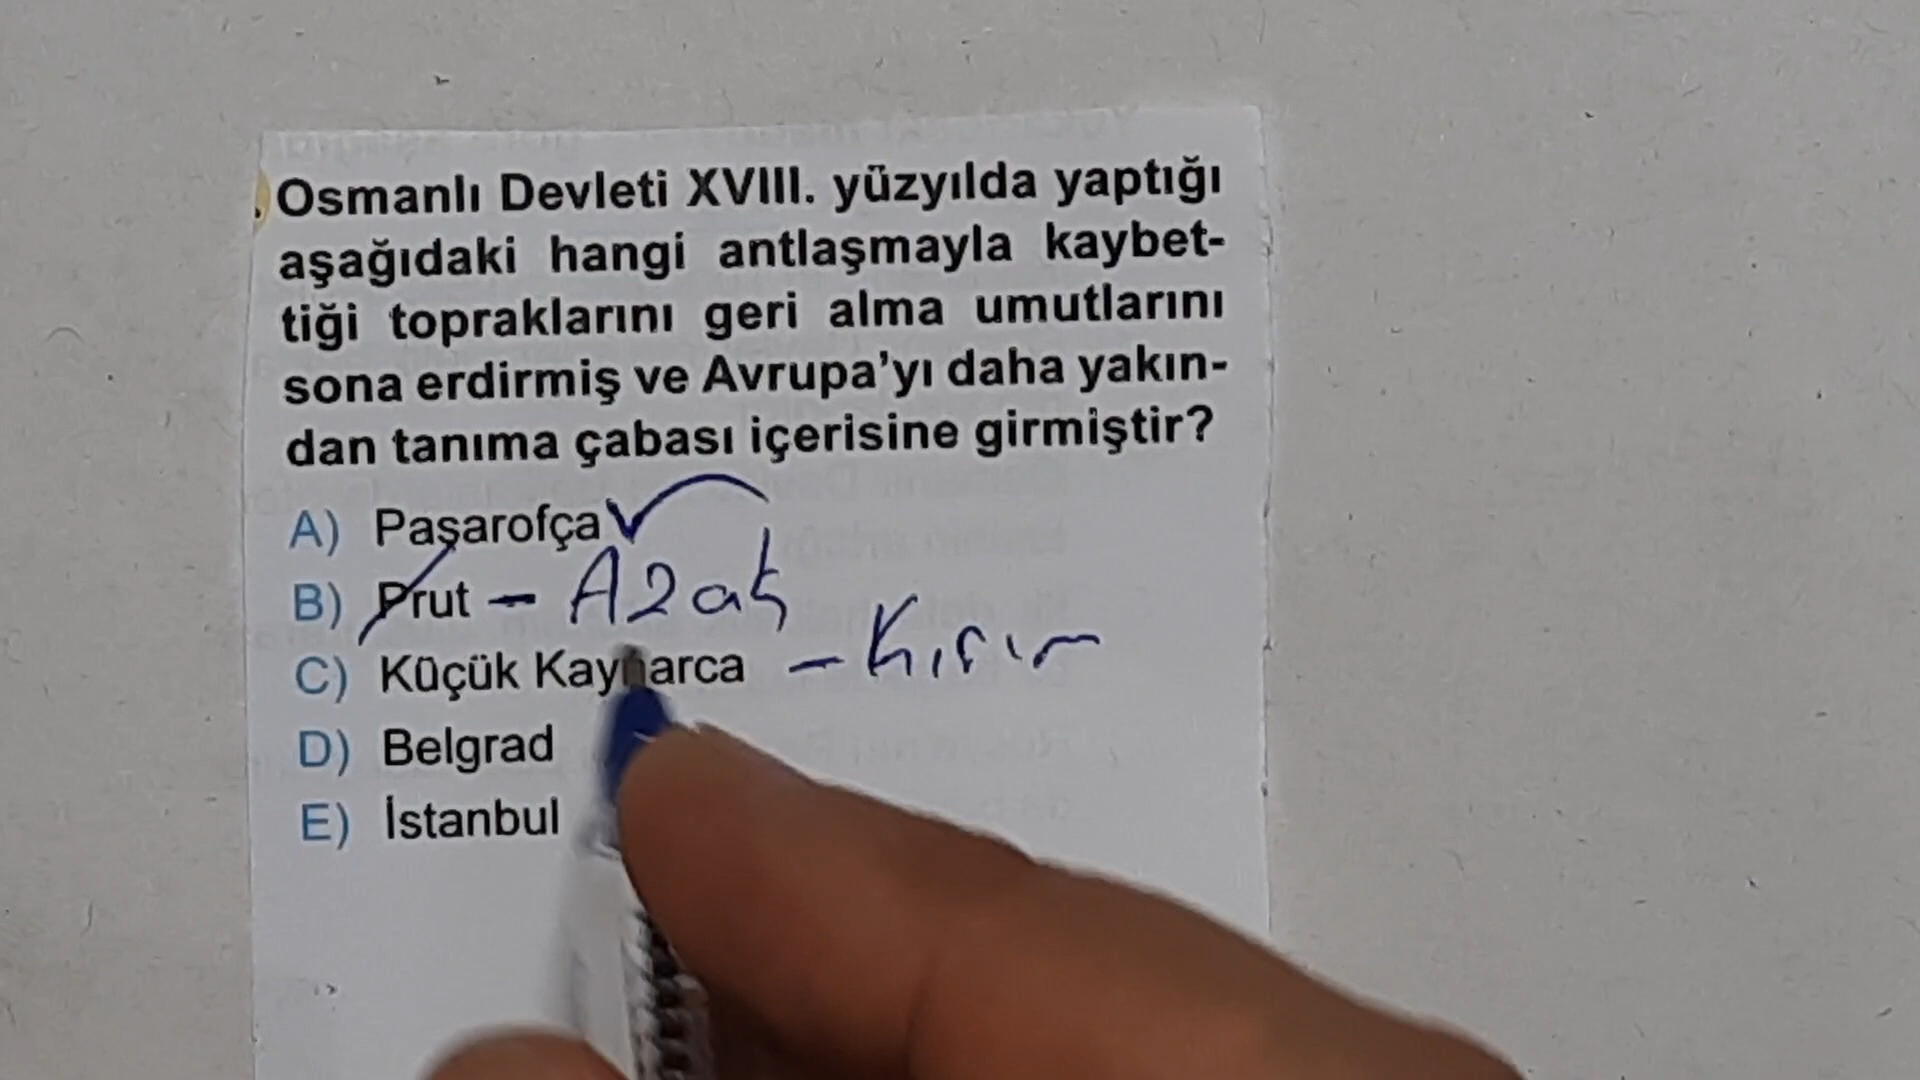 Osmanlı Devleti XVIII. yüzyılda yaptığı
aşağıdaki hangi antlaşmayla kaybet-
tiği topraklarını geri alma umutlarını
sona erdirmiş ve Avrupa’yı daha yakın-
dan tanıma çabası içerisine girmiştir?
A) Paşarofça
B) Prut - Azak
C) Küçük Kaynarca - Kırım
D) Belgrad
E) İstanbul